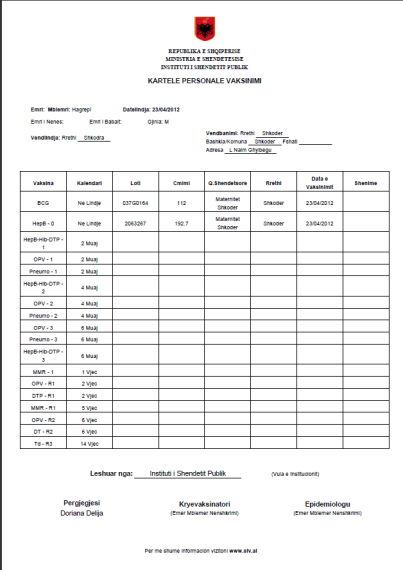 REPUBLIKA E SHQIPERISE
MINISTRIA E SHENDETESISE
INSTITUTI I SHENDETIT PUBLIK
KARTELE PERSONALE VAKSINIMI
Emri: Mbiemri: Hagrepi Datelindja: 23/04/2012
Emri i Nenes: Emri i Babait: Gjinia: M
Vendlindja: Rrethi Shkodra
Vendbanimi: Rrethi Shkoder
Bashkia/Komuna Shkoder Fshati
Adresa L Naim Ghylbegu
Vaksina Kalendari Loti Cmimi Q.Shendetsore Rrethi Data e Vaksinimit Shenime
BCG Ne Lindje 037G0164 112 Maternitet Shkoder Shkoder 23/04/2012
HepB - 0 Ne Lindje 2063267 192.7 Maternitet Shkoder Shkoder 23/04/2012
HepB-Hib-DTP - 1 2 Muaj
OPV - 1 2 Muaj
Pneumo - 1 2 Muaj
HepB-Hib-DTP - 2 4 Muaj
OPV - 2 4 Muaj
Pneumo - 2 4 Muaj
OPV - 3 6 Muaj
Pneumo - 3 6 Muaj
HepB-Hib-DTP - 3 6 Muaj
MMR - 1 1 Vjec
OPV - R1 2 Vjec
DTP - R1 2 Vjec
MMR - R1 5 Vjec
OPV - R2 6 Vjec
DT - R2 6 Vjec
Td - R3 14 Vjec
Leshuar nga: Instituti i Shendetit Publik (Vula e Institucionit)
Pergjegjesi Kryevaksinatori Epidemiologu
Doriana Delija (Emer Mbiemer Nenshkrimi) (Emer Mbiemer Nenshkrimi)
Per me shume informacion vizitoni www.siv.al